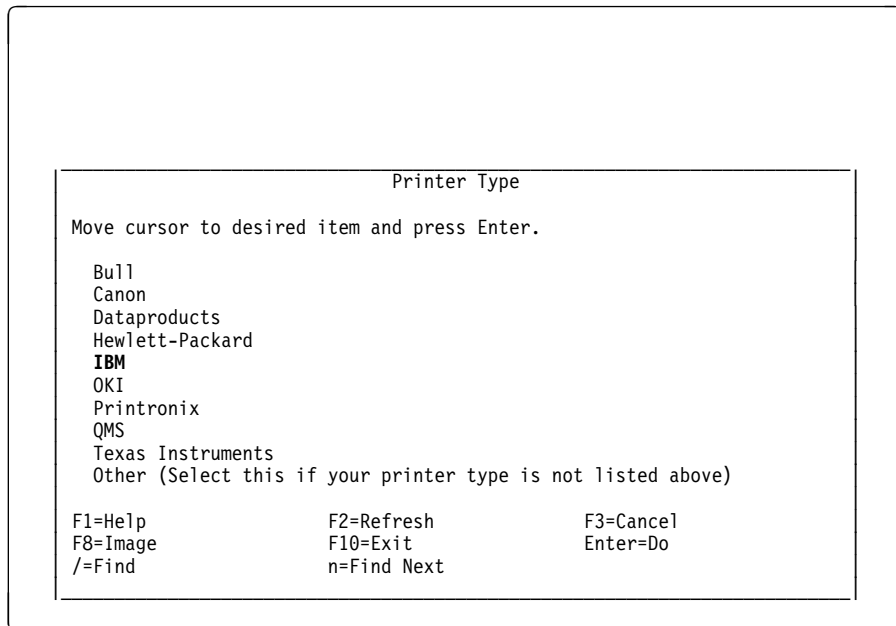 Printer Type
Move cursor to desired item and press Enter.
Bull
Canon
Dataproducts
Hewlett-Packard
IBM
OKI
Printronix
QMS
Texas Instruments
Other (Select this if your printer type is not listed above)
F1=Help F2=Refresh F3=Cancel
F8=Image F10=Exit Enter=Do
/=Find n=Find Next